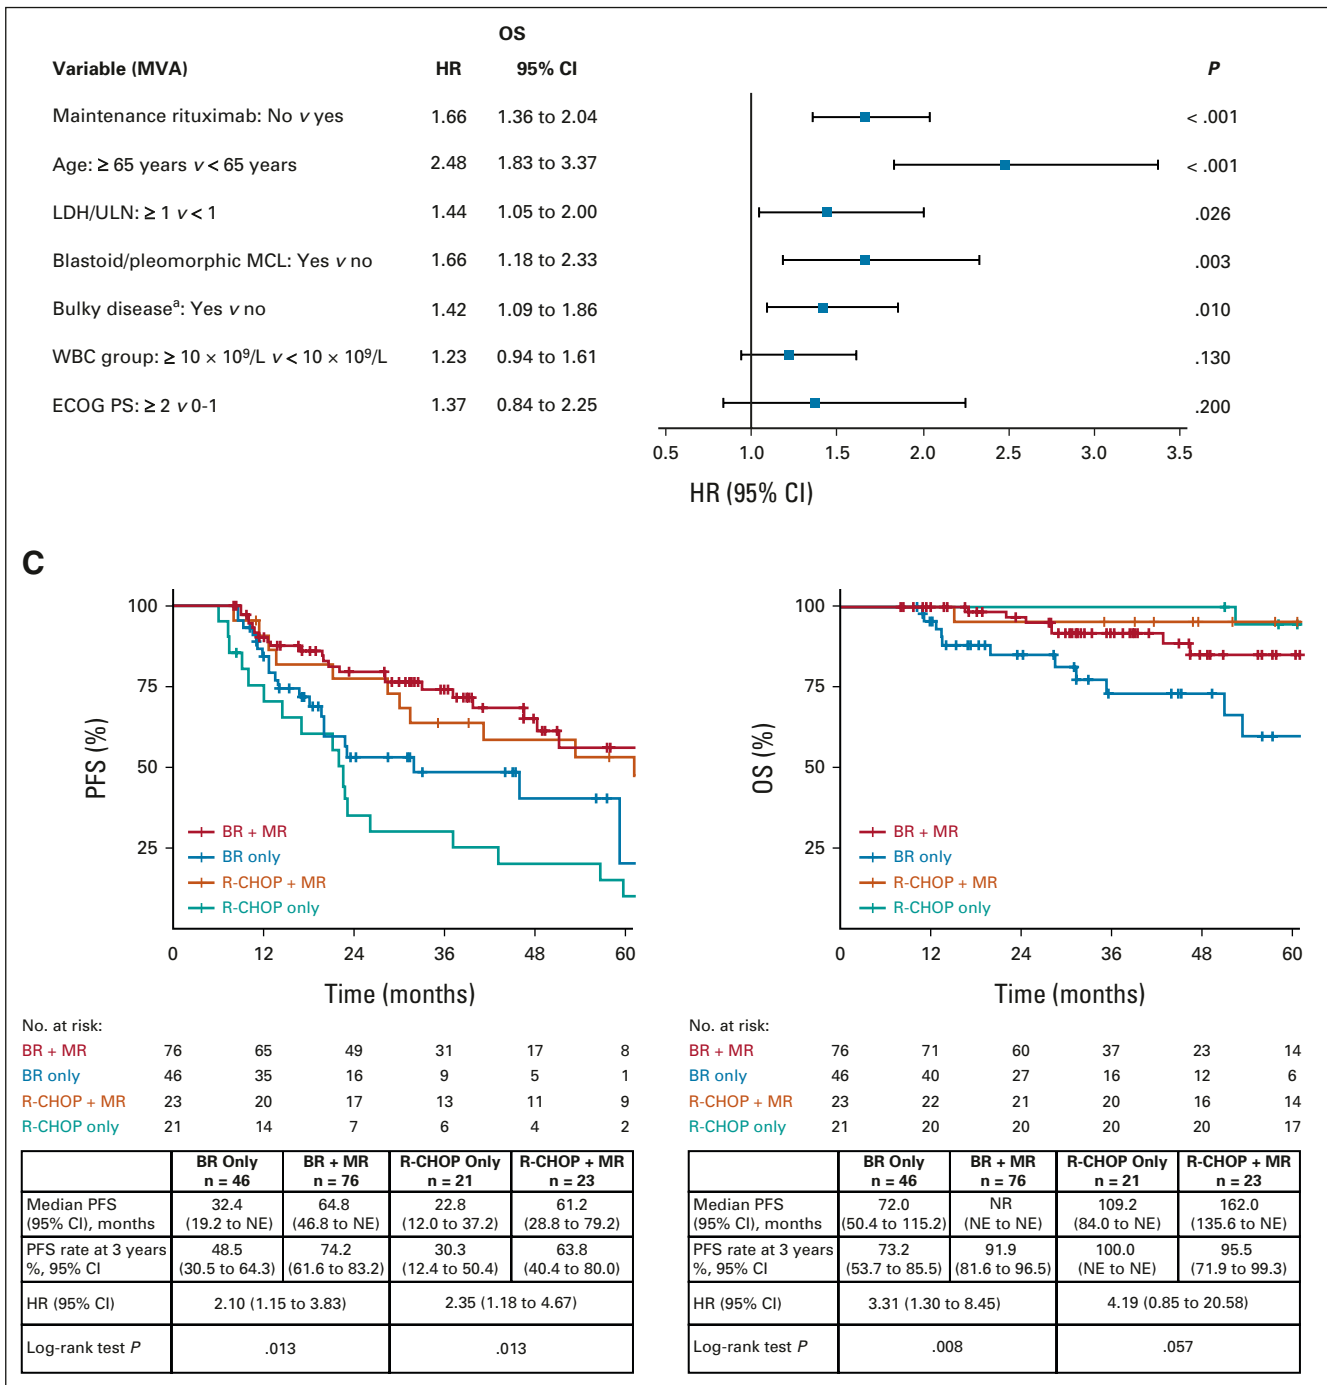 OS
Variable (MVA) HR 95% CI P
Maintenance rituximab: No v yes 1.66 1.36 to 2.04 < .001
Age: ≥ 65 years v < 65 years 2.48 1.83 to 3.37 < .001
LDH/ULN: ≥ 1 v < 1 1.44 1.05 to 2.00 .026
Blastoid/pleomorphic MCL: Yes v no 1.66 1.18 to 2.33 .003
Bulky diseaseᵃ: Yes v no 1.42 1.09 to 1.86 .010
WBC group: ≥ 10 × 10⁹/L v < 10 × 10⁹/L 1.23 0.94 to 1.61 .130
ECOG PS: ≥ 2 v 0-1 1.37 0.84 to 2.25 .200
0.5 1.0 1.5 2.0 2.5 3.0 3.5
HR (95% CI)
C
PFS (%)
100
75
50
25
BR + MR
BR only
R-CHOP + MR
R-CHOP only
0 12 24 36 48 60
Time (months)
No. at risk:
BR + MR 76 65 49 31 17 8
BR only 46 35 16 9 5 1
R-CHOP + MR 23 20 17 13 11 9
R-CHOP only 21 14 7 6 4 2
BR Only BR + MR R-CHOP Only R-CHOP + MR
n = 46 n = 76 n = 21 n = 23
Median PFS 32.4 64.8 22.8 61.2
(95% CI), months (19.2 to NE) (46.8 to NE) (12.0 to 37.2) (28.8 to 79.2)
PFS rate at 3 years 48.5 74.2 30.3 63.8
%, 95% CI (30.5 to 64.3) (61.6 to 83.2) (12.4 to 50.4) (40.4 to 80.0)
HR (95% CI) 2.10 (1.15 to 3.83) 2.35 (1.18 to 4.67)
Log-rank test P .013 .013
OS (%)
100
75
50
25
BR + MR
BR only
R-CHOP + MR
R-CHOP only
0 12 24 36 48 60
Time (months)
No. at risk:
BR + MR 76 71 60 37 23 14
BR only 46 40 27 16 12 6
R-CHOP + MR 23 22 21 20 16 14
R-CHOP only 21 20 20 20 20 17
BR Only BR + MR R-CHOP Only R-CHOP + MR
n = 46 n = 76 n = 21 n = 23
Median PFS 72.0 NR 109.2 162.0
(95% CI), months (50.4 to 115.2) (NE to NE) (84.0 to NE) (135.6 to NE)
PFS rate at 3 years 73.2 91.9 100.0 95.5
%, 95% CI (53.7 to 85.5) (81.6 to 96.5) (NE to NE) (71.9 to 99.3)
HR (95% CI) 3.31 (1.30 to 8.45) 4.19 (0.85 to 20.58)
Log-rank test P .008 .057